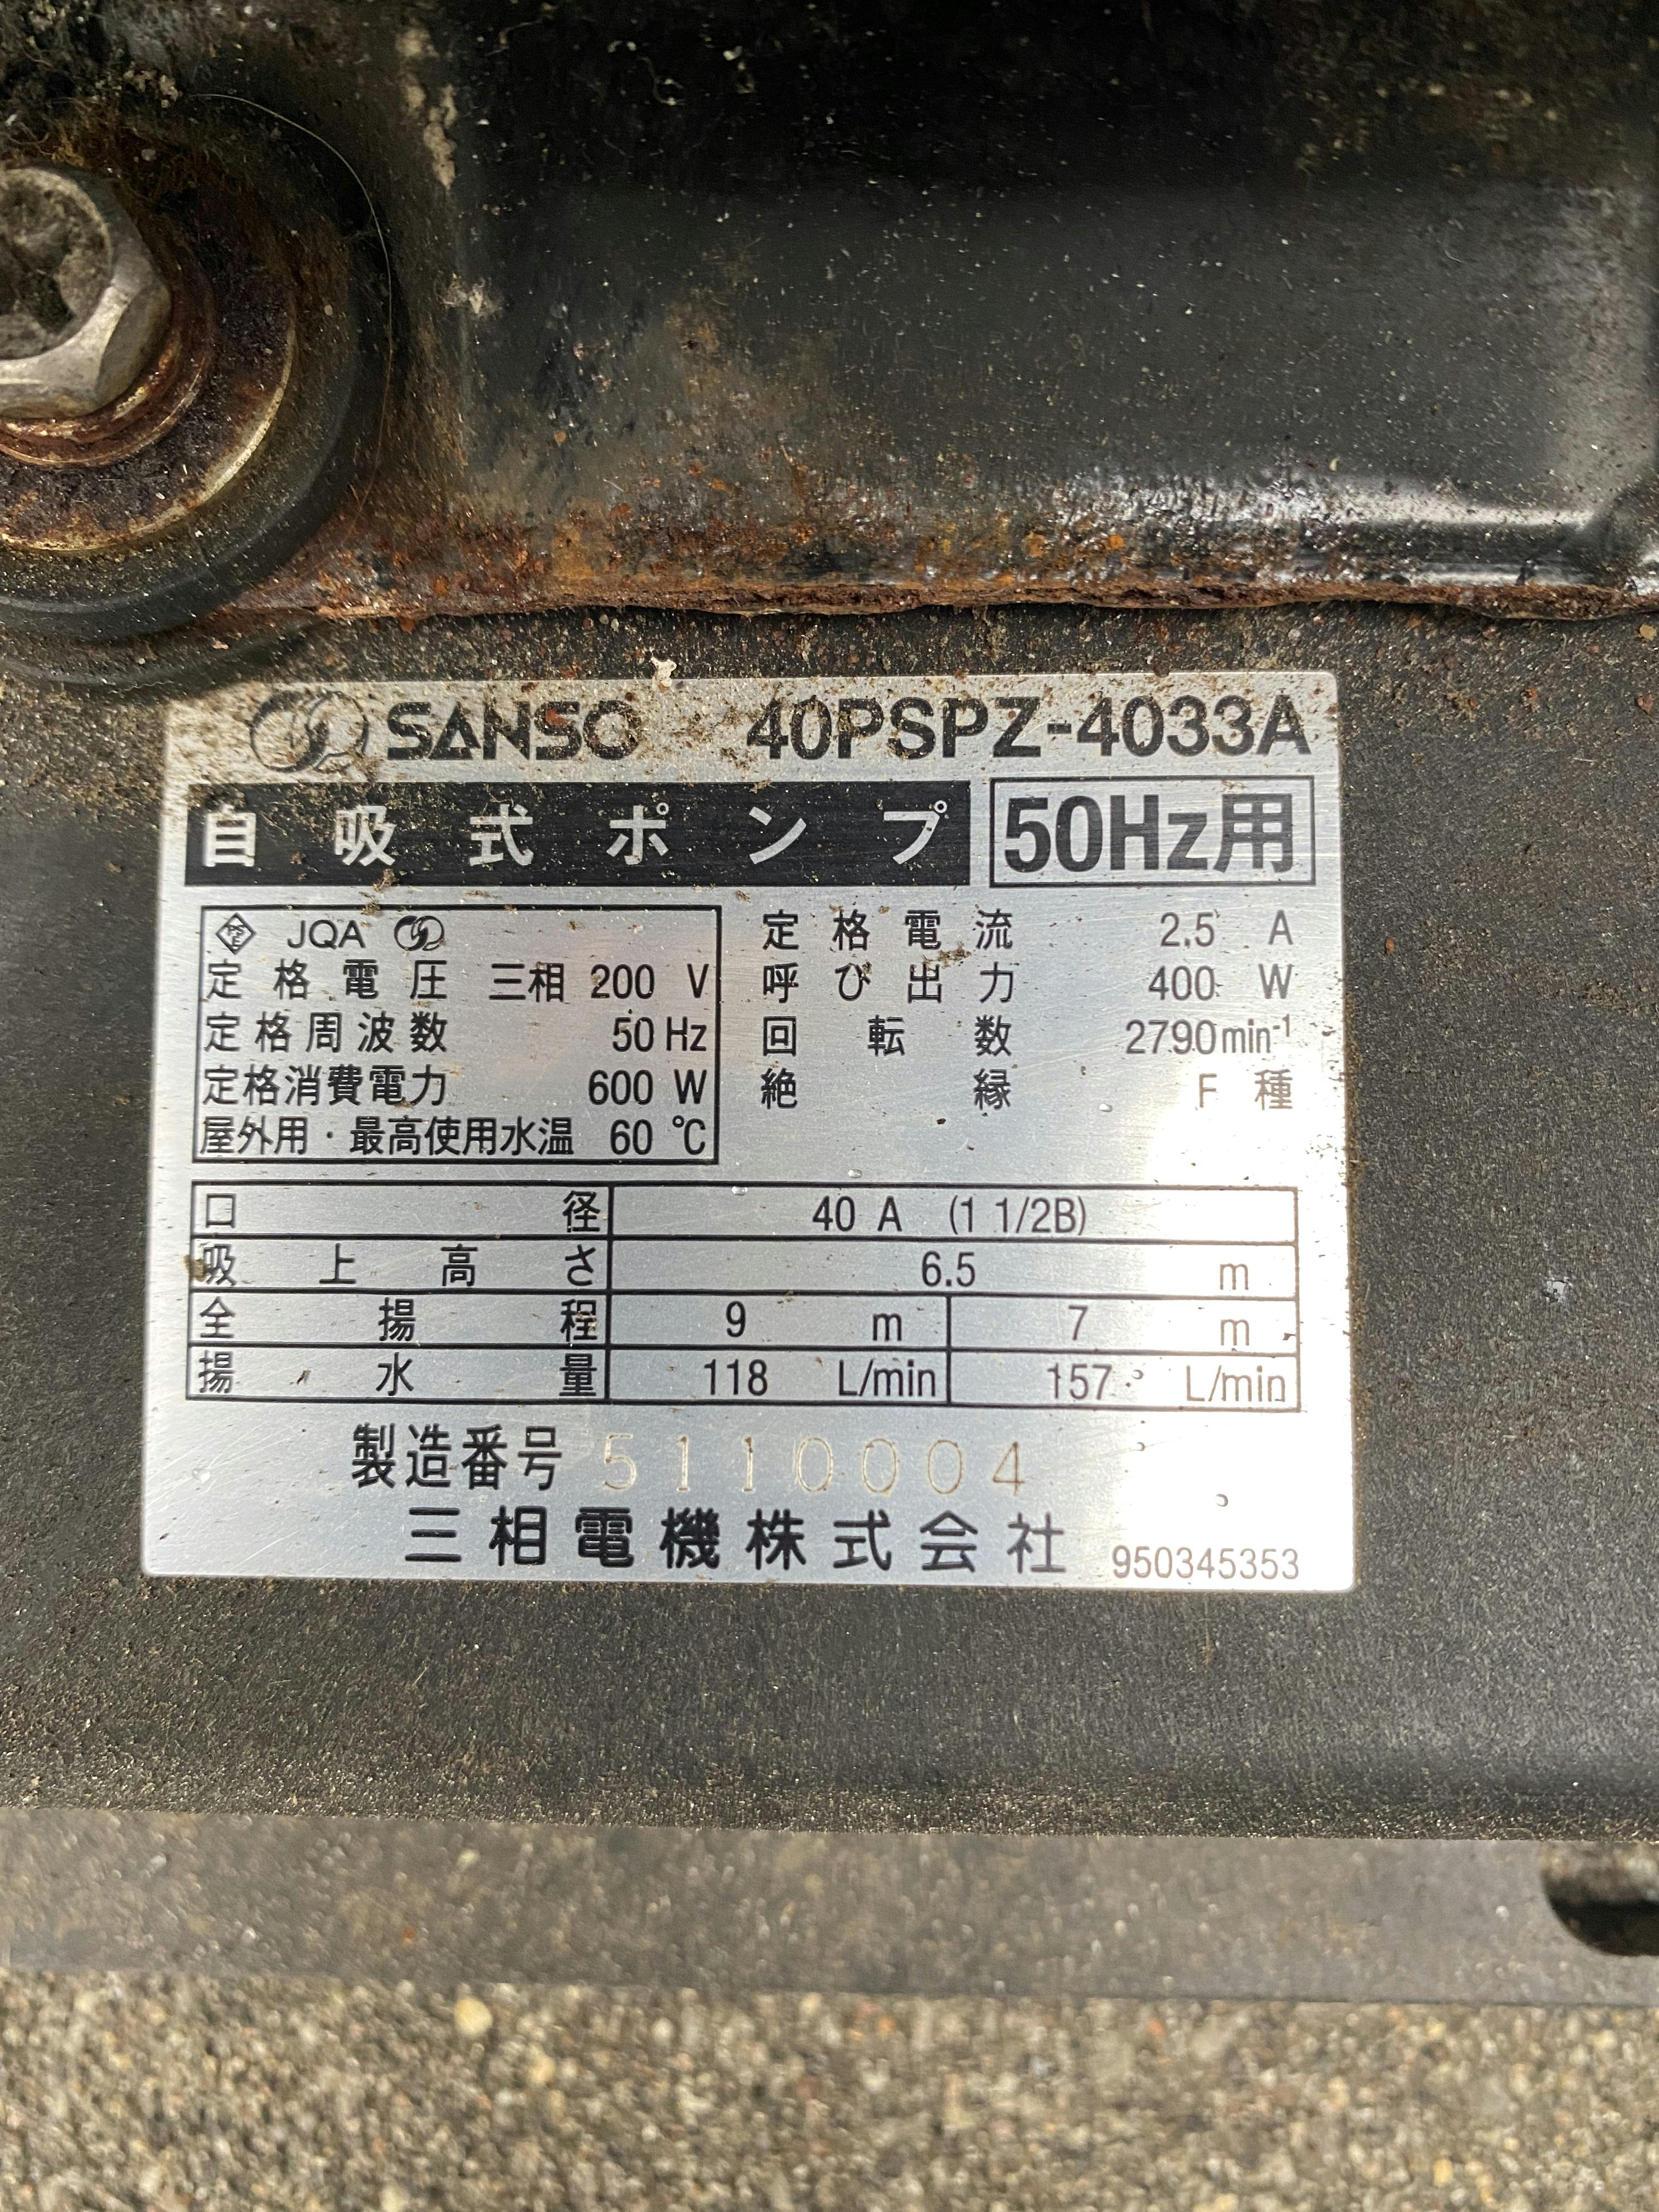 SANSO 40PSPZ-4033A
自吸式ポンプ 50Hz用
PSE JQA
定格電圧 三相 200 V
定格周波数 50 Hz
定格消費電力 600 W
屋外用・最高使用水温 60 ℃
定格電流 2.5 A
呼び出力 400 W
回転数 2790min⁻¹
絶縁 F 種
口径 40 A (1 1/2B)
吸上高さ 6.5 m
全揚程 9 m 7 m
揚水量 118 L/min 157 L/min
製造番号 5110004
三相電機株式会社 950345353